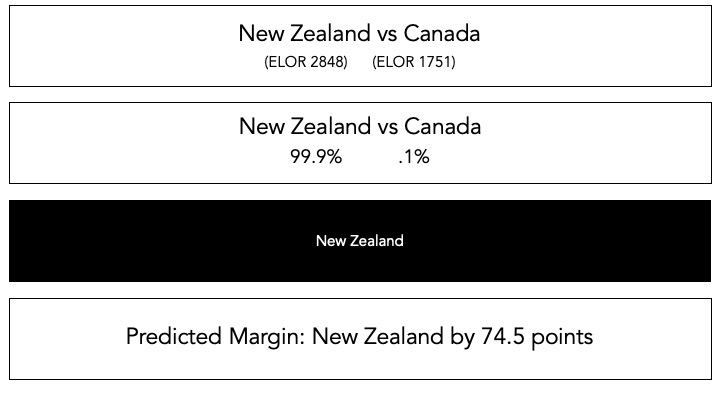 New Zealand vs Canada
(ELOR 2848) (ELOR 1751)
New Zealand vs Canada
99.9% .1%
New Zealand
Predicted Margin: New Zealand by 74.5 points